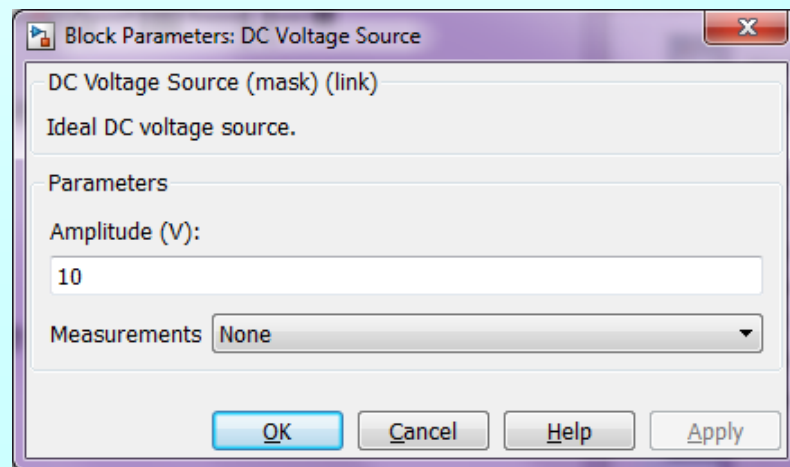 Block Parameters: DC Voltage Source
DC Voltage Source (mask) (link)
Ideal DC voltage source.
Parameters
Amplitude (V):
10
Measurements None
OK Cancel Help Apply